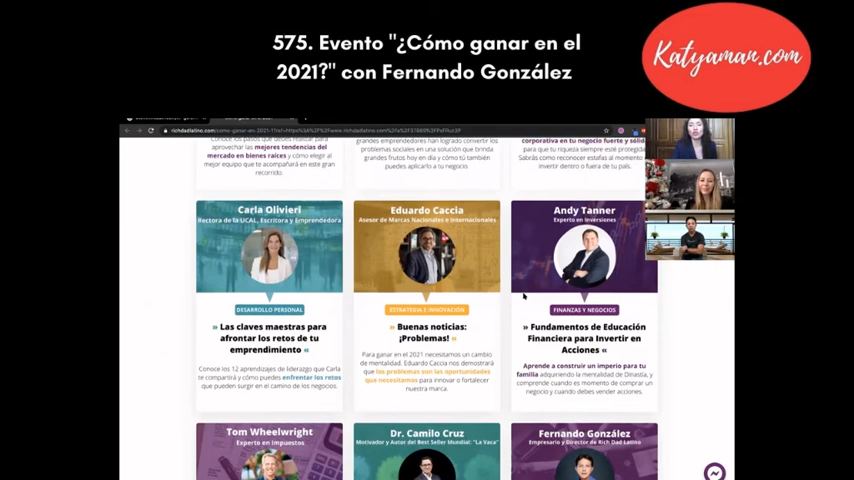 575. Evento "¿Cómo ganar en el
2021?" con Fernando González
Katyaman.com
aprovechar las mejores tendencias del
mercado en bienes raíces y cómo elegir al
mejor equipo que te acompañará en este gran
recorrido.
grandes emprendedores han logrado convertir los
problemas sociales en una solución que brinda
grandes frutos hoy en día y cómo tú también
puedes aplicarlo a tu negocio.
corporativa en tu negocio fuerte y
para que tu riqueza siempre esté
Sabrás como reconocer estafas al momento
invertir dentro o fuera de tu país.
Carla Olivieri
Rectora de la UCAL, Escritora y Emprendedora
DESARROLLO PERSONAL
» Las claves maestras para
afrontar los retos de tu
emprendimiento «
Conoce los 12 aprendizajes de liderazgo que Carla
te compartirá y cómo puedes enfrentar los retos
que pueden surgir en el camino de los negocios.
Eduardo Caccia
Asesor de Marcas Nacionales e Internacionales
ESTRATEGIA E INNOVACIÓN
» Buenas noticias:
¡Problemas! «
Para ganar en el 2021 necesitamos un cambio
de mentalidad. Eduardo Caccia nos demostrará
que los problemas son las oportunidades
que necesitamos para innovar o fortalecer
nuestra marca.
Andy Tanner
Experto en Inversiones
FINANZAS Y NEGOCIOS
» Fundamentos de Educación
Financiera para Invertir en
Acciones «
Aprende a construir un imperio para tu
familia adquiriendo la mentalidad de Dinastía, y
comprende cuando es momento de comprar un
negocio y cuando debes vender acciones.
Tom Wheelwright
Experto en Impuestos
Dr. Camilo Cruz
Motivador y Autor del Best Seller Mundial: "La Vaca"
Fernando González
Empresario y Director de Rich Dad Latino